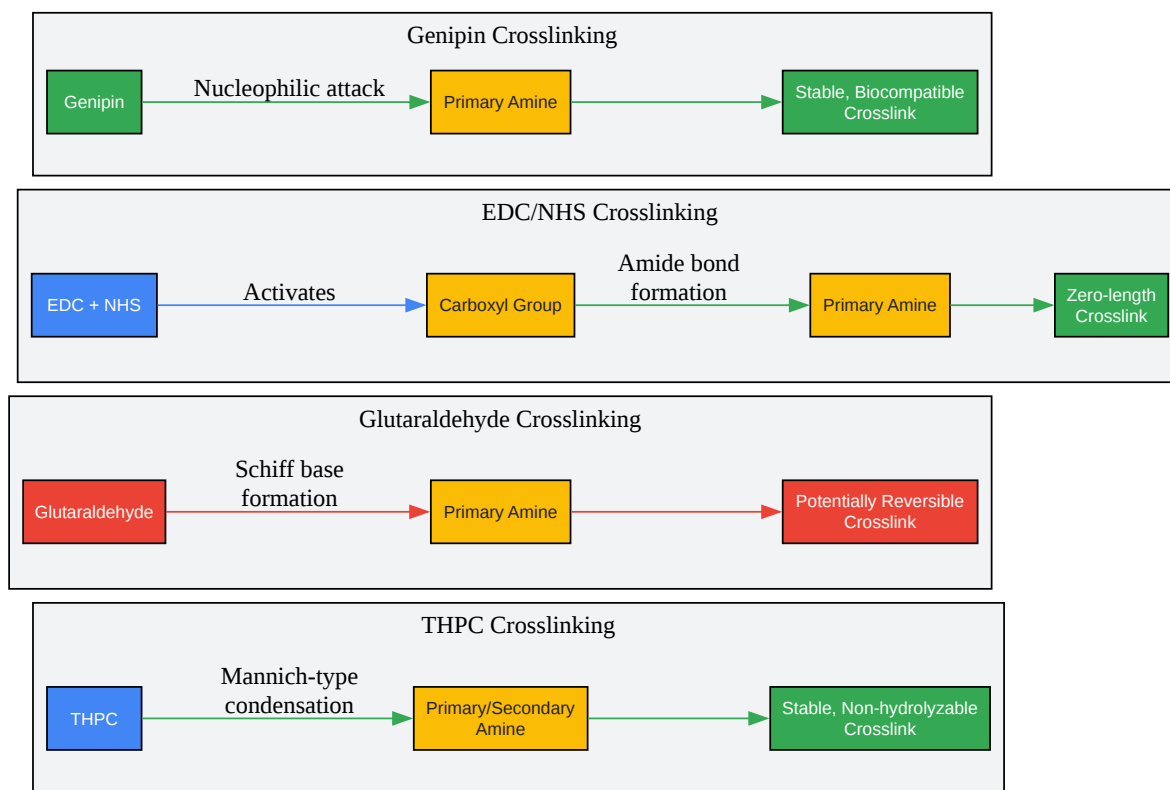 Genipin Crosslinking
Genipin
Nucleophilic attack
Primary Amine
Stable, Biocompatible
Crosslink
EDC/NHS Crosslinking
EDC + NHS
Activates
Carboxyl Group
Amide bond
formation
Primary Amine
Zero-length
Crosslink
Glutaraldehyde Crosslinking
Glutaraldehyde
Schiff base
formation
Primary Amine
Potentially Reversible
Crosslink
THPC Crosslinking
THPC
Mannich-type
condensation
Primary/Secondary
Amine
Stable, Non-hydrolyzable
Crosslink